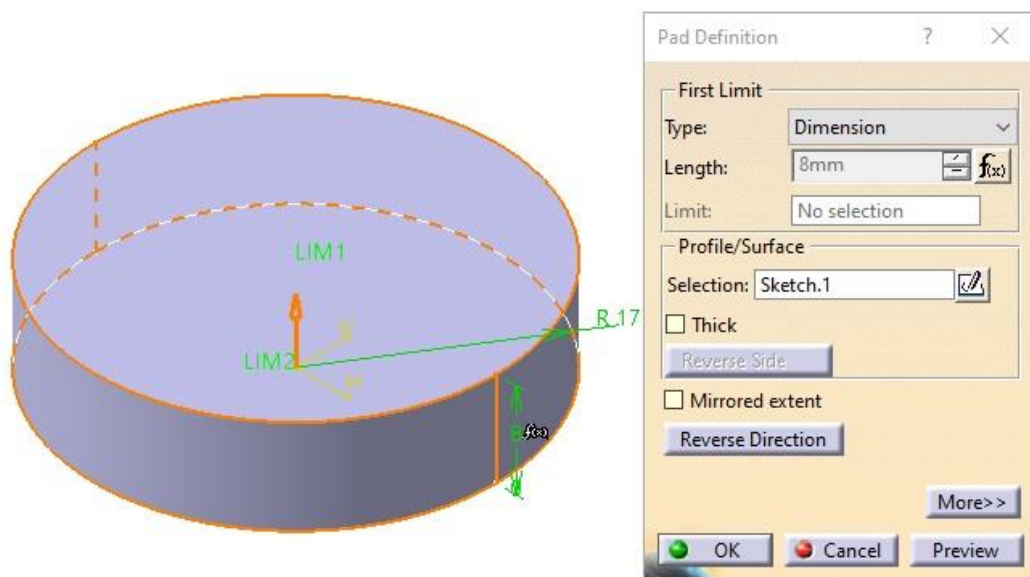 LIM1
LIM2
R 17
8 f(x)
Pad Definition ?
First Limit
Type: Dimension
Length: 8mm f(x)
Limit: No selection
Profile/Surface
Selection: Sketch.1
Thick
Reverse Side
Mirrored extent
Reverse Direction
More>>
OK Cancel Preview